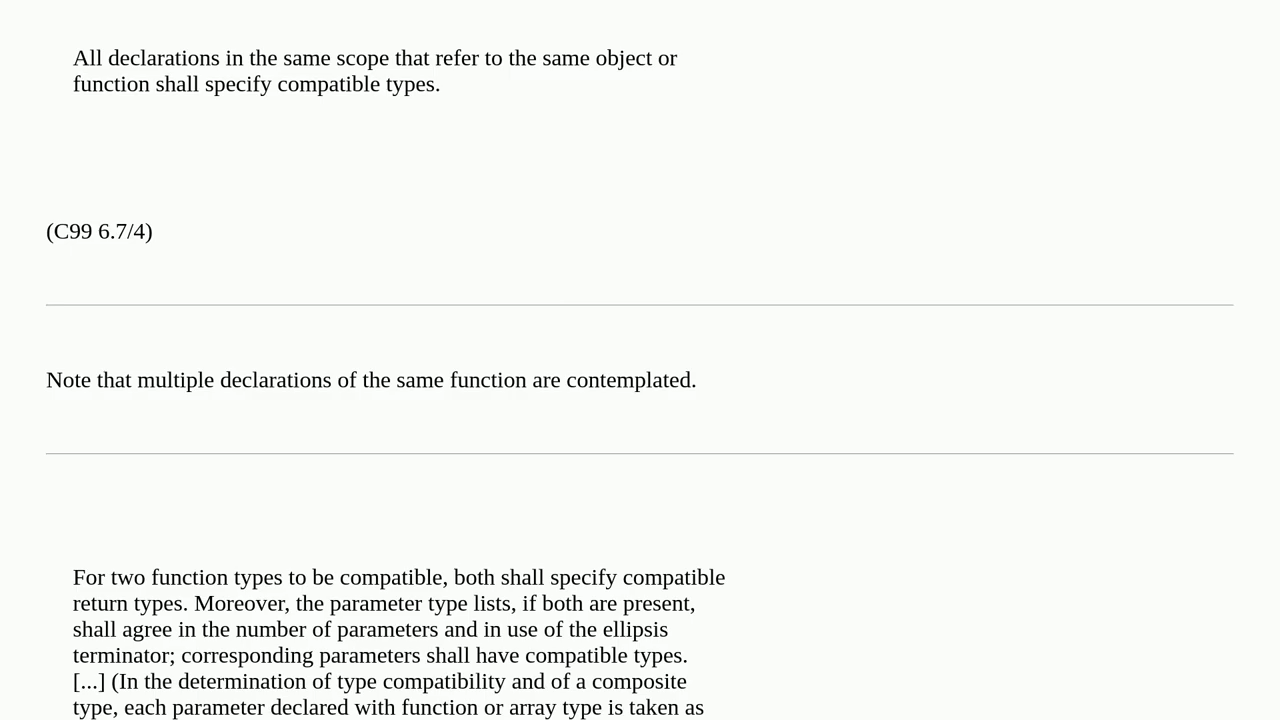 All declarations in the same scope that refer to the same object or
function shall specify compatible types.
(C99 6.7/4)
Note that multiple declarations of the same function are contemplated.
For two function types to be compatible, both shall specify compatible
return types. Moreover, the parameter type lists, if both are present,
shall agree in the number of parameters and in use of the ellipsis
terminator; corresponding parameters shall have compatible types.
[...] (In the determination of type compatibility and of a composite
type, each parameter declared with function or array type is taken as